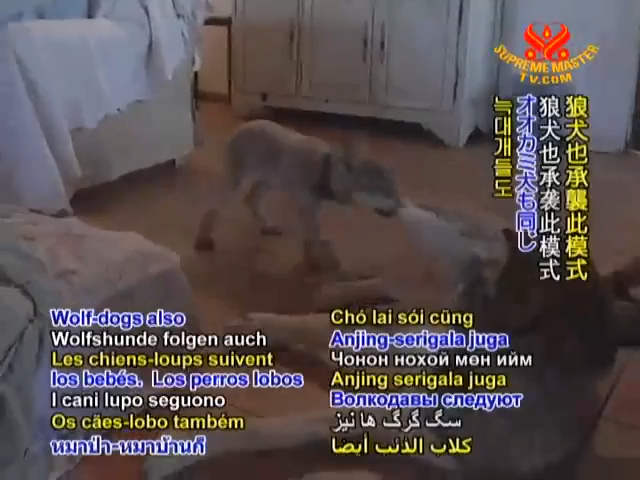 SUPREME MASTER
TV.COM
狼犬也承襲此模式
狼犬也承袭此模式
オオカミ犬も同じ
늑대개들도
Wolf-dogs also
Wolfshunde folgen auch
Les chiens-loups suivent
los bebés. Los perros lobos
I cani lupo seguono
Os cães-lobo também
หมาป่า-หมาบ้านก็
Chó lai sói cũng
Anjing-serigala juga
Чонон нохой мөн ийм
Anjing serigala juga
Волкодавы следуют
سگ گرگ ها نیز
كلاب الذئب أيضا